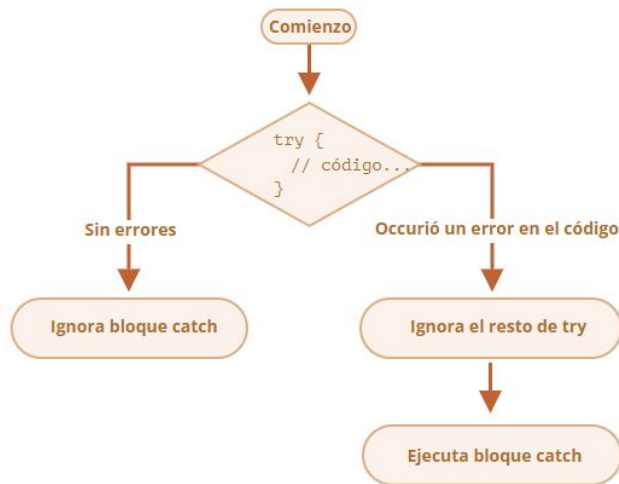 Comienzo
try {
  // código...
}
Sin errores
Occurió un error en el código
Ignora bloque catch
Ignora el resto de try
Ejecuta bloque catch